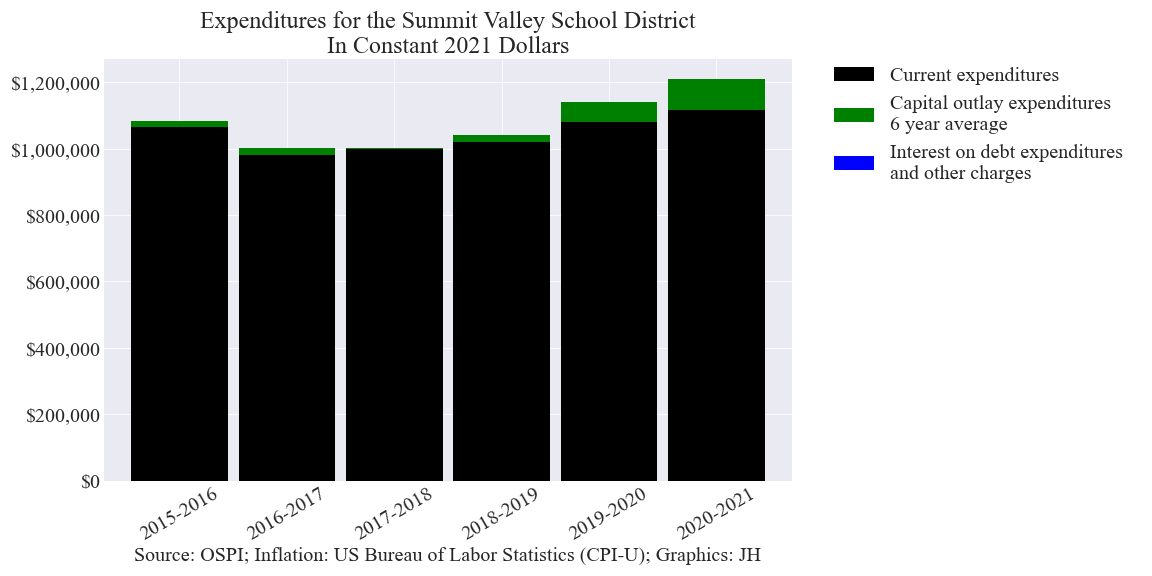 Expenditures for the Summit Valley School District
In Constant 2021 Dollars
$1,200,000
$1,000,000
$800,000
$600,000
$400,000
$200,000
$0
2015-2016
2016-2017
2017-2018
2018-2019
2019-2020
2020-2021
Source: OSPI; Inflation: US Bureau of Labor Statistics (CPI-U); Graphics: JH
Current expenditures
Capital outlay expenditures
6 year average
Interest on debt expenditures
and other charges